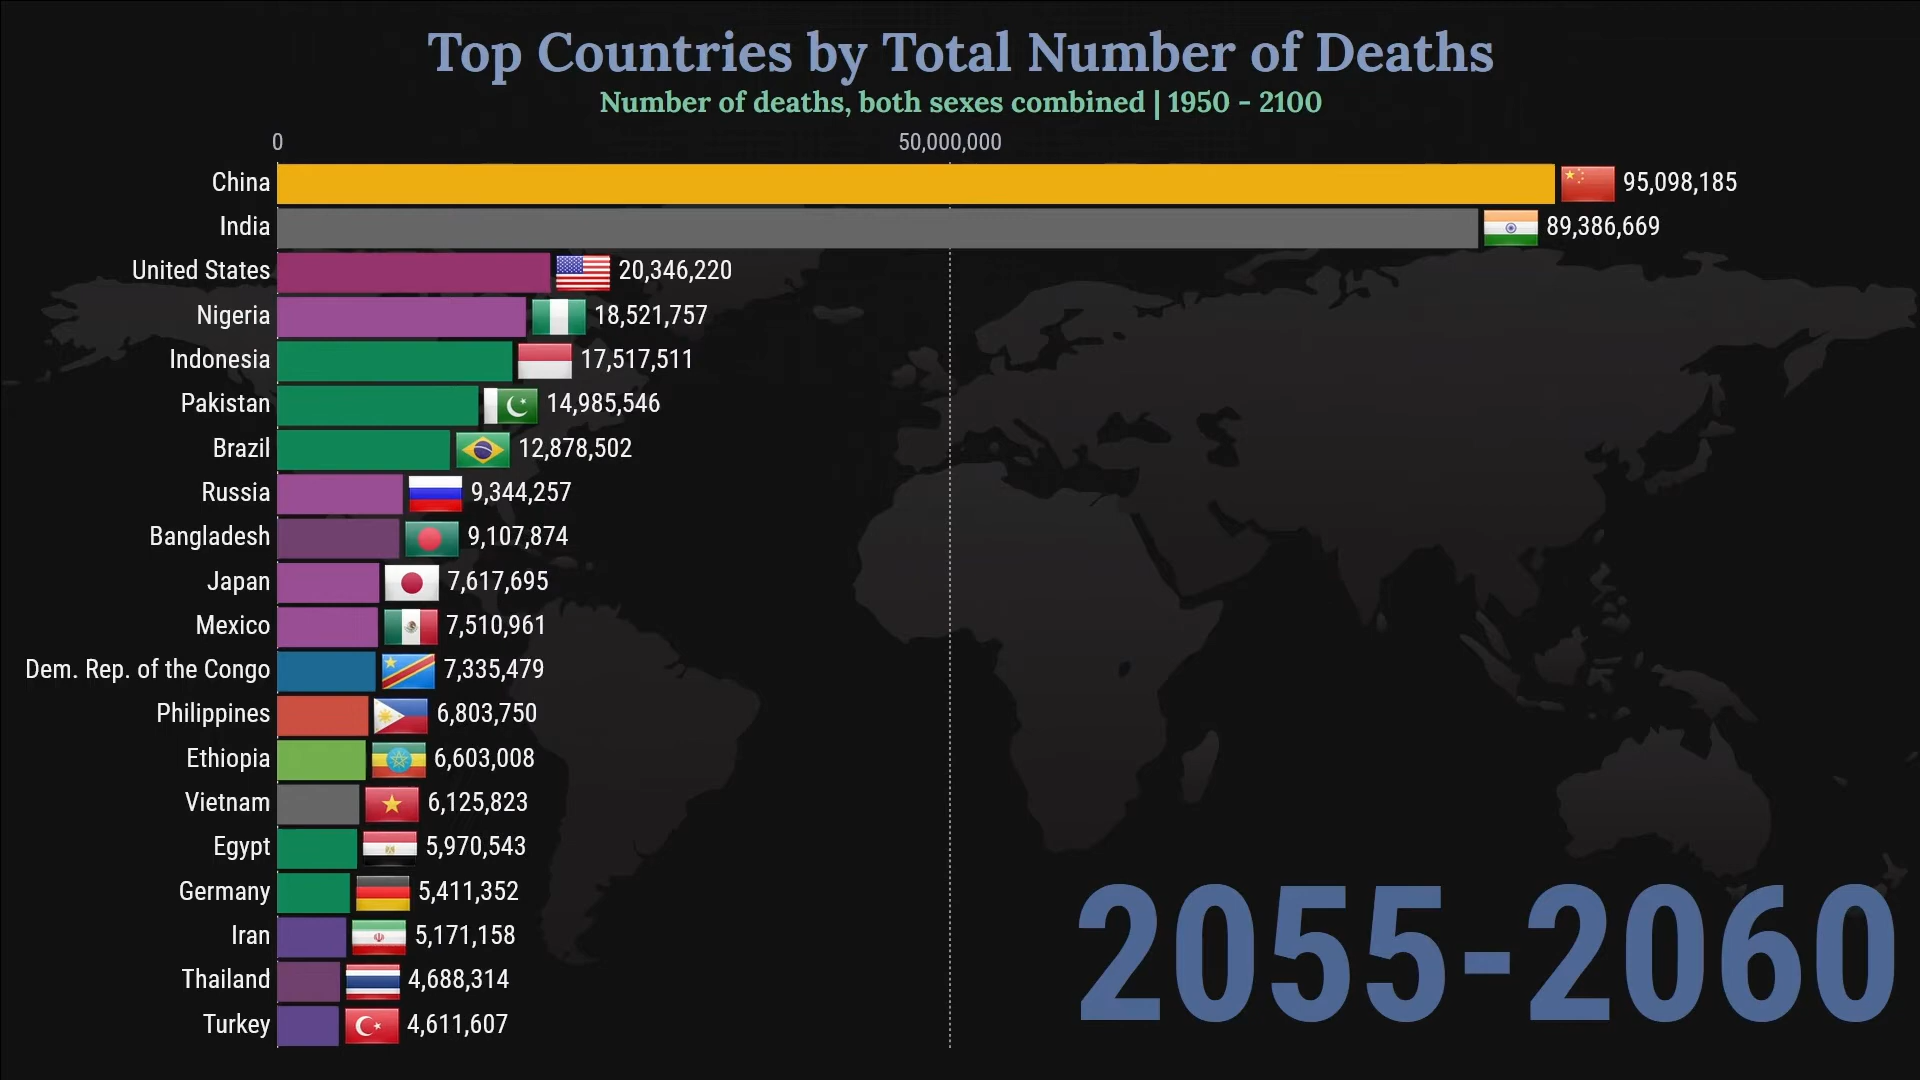 Top Countries by Total Number of Deaths
Number of deaths, both sexes combined | 1950 - 2100
0 50,000,000
China 95,098,185
India 89,386,669
United States 20,346,220
Nigeria 18,521,757
Indonesia 17,517,511
Pakistan 14,985,546
Brazil 12,878,502
Russia 9,344,257
Bangladesh 9,107,874
Japan 7,617,695
Mexico 7,510,961
Dem. Rep. of the Congo 7,335,479
Philippines 6,803,750
Ethiopia 6,603,008
Vietnam 6,125,823
Egypt 5,970,543
Germany 5,411,352
Iran 5,171,158
Thailand 4,688,314
Turkey 4,611,607
2055-2060